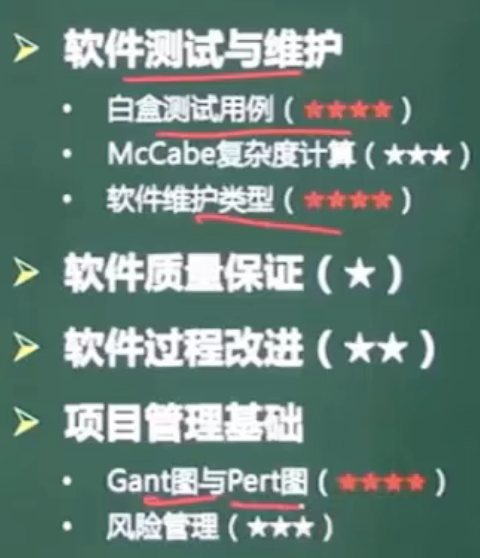 软件测试与维护
• 白盒测试用例（★★★★）
• McCabe复杂度计算（★★★）
• 软件维护类型（★★★★）
软件质量保证（★）
软件过程改进（★★）
项目管理基础
• Gant图与Pert图（★★★★）
• 风险管理（★★★）